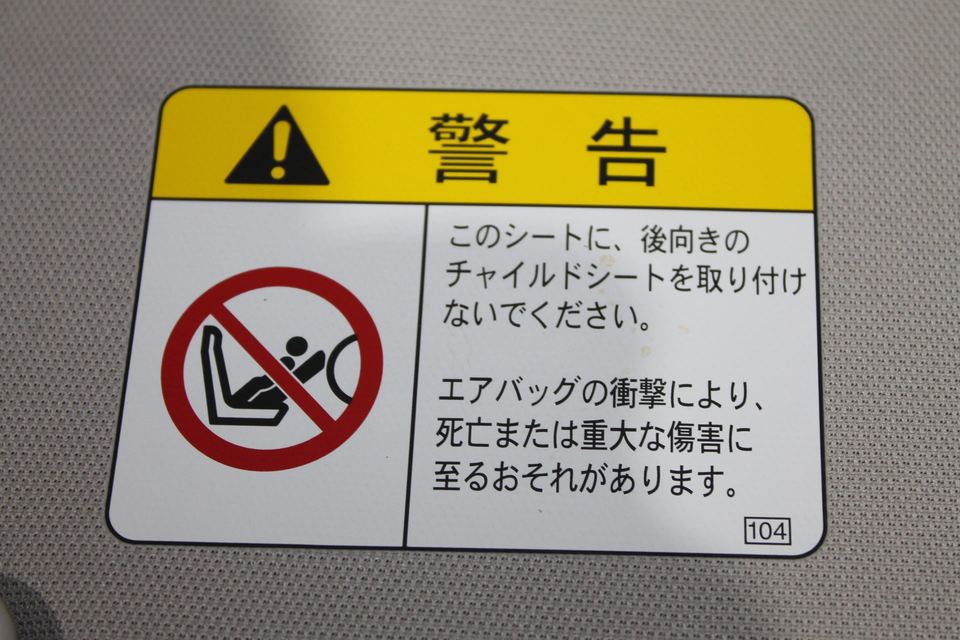 警告
このシートに、後向きの
チャイルドシートを取り付け
ないでください。
エアバッグの衝撃により、
死亡または重大な傷害に
至るおそれがあります。
104